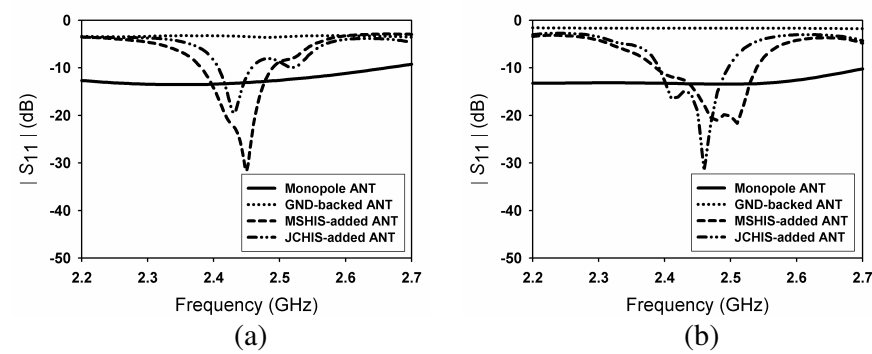 0
-10
-20
-30
-40
-50
| S11 | (dB)
Monopole ANT
GND-backed ANT
MSHIS-added ANT
JCHIS-added ANT
2.2 2.3 2.4 2.5 2.6 2.7
Frequency (GHz)
(a)
0
-10
-20
-30
-40
-50
| S11 | (dB)
Monopole ANT
GND-backed ANT
MSHIS-added ANT
JCHIS-added ANT
2.2 2.3 2.4 2.5 2.6 2.7
Frequency (GHz)
(b)